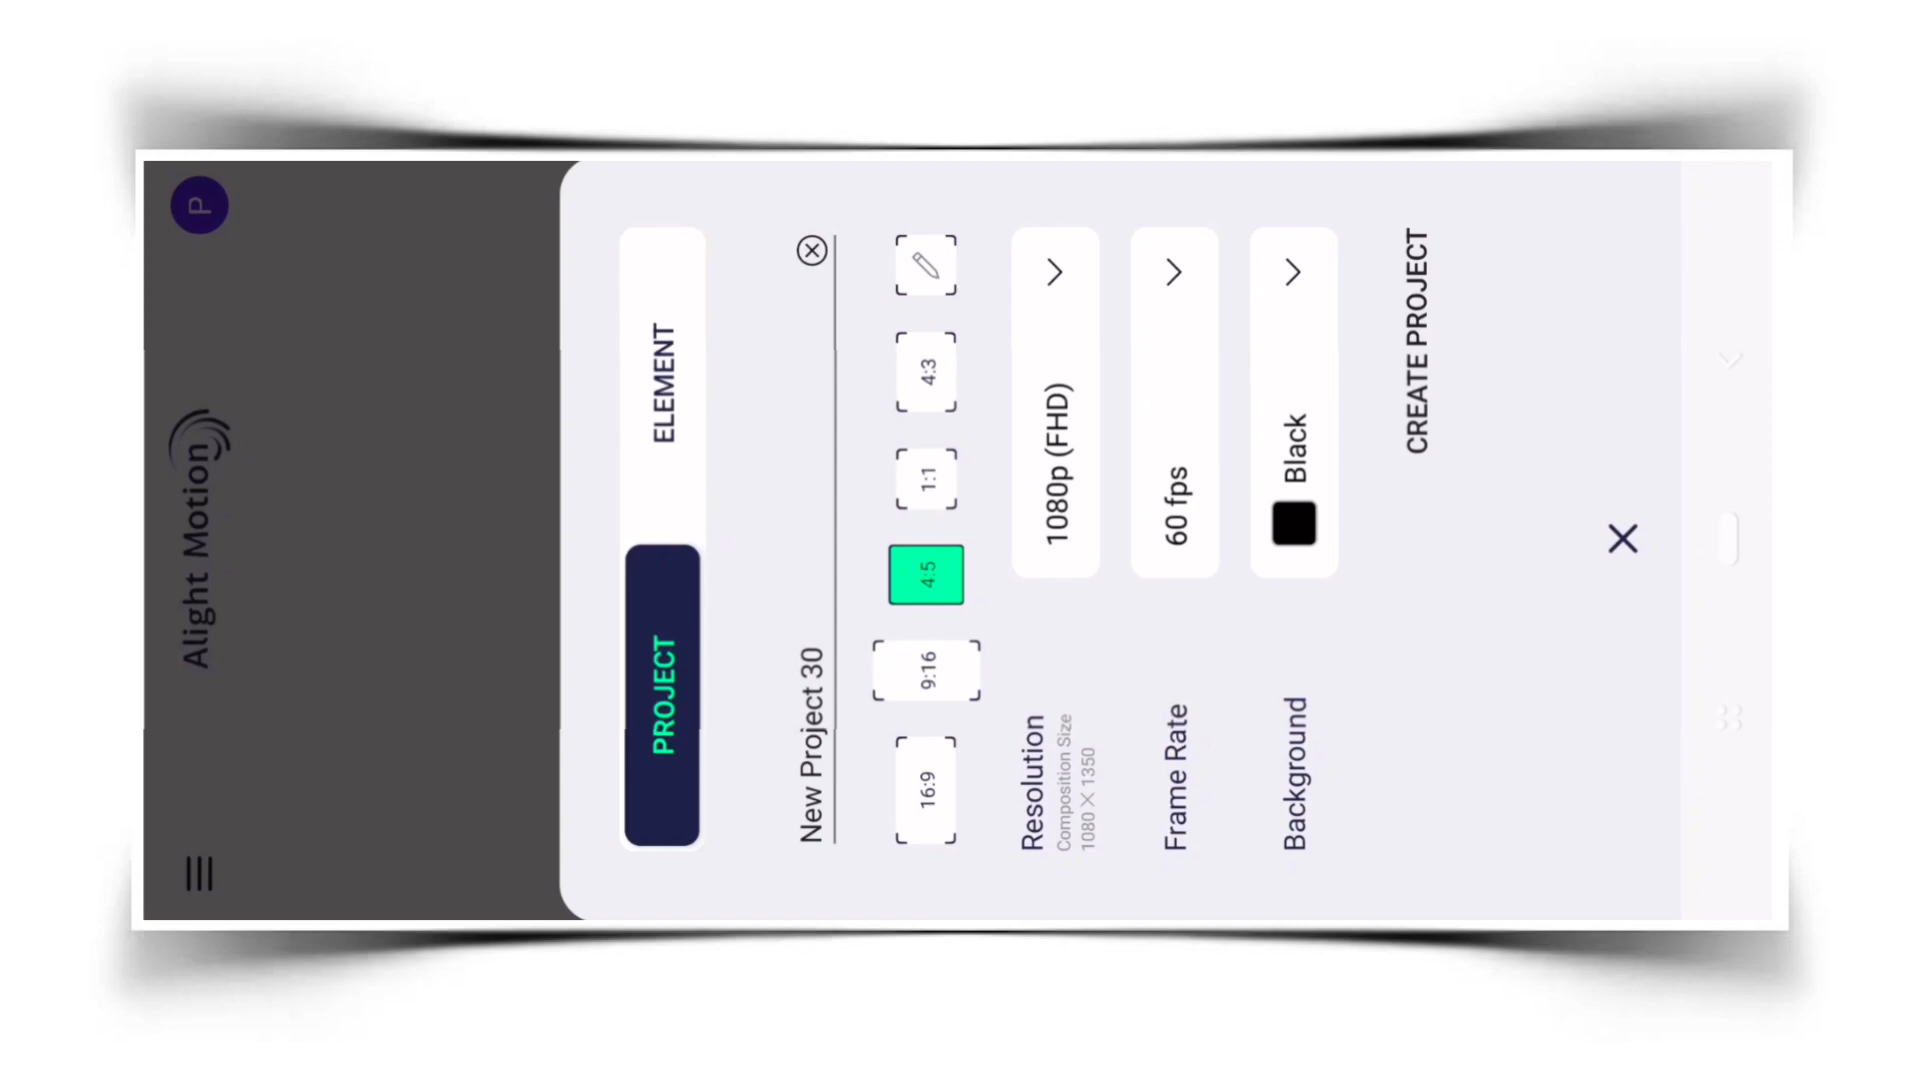 Alight Motion
P
PROJECT
ELEMENT
New Project 30
16:9
9:16
4:5
1:1
4:3
Resolution
Composition Size
1080 × 1350
1080p (FHD)
Frame Rate
60 fps
Background
Black
CREATE PROJECT